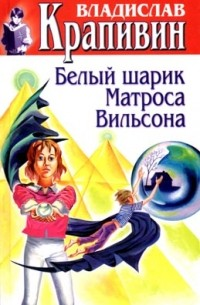 ВЛАДИСЛАВ
Крапивин
Белый шарик
Матроса
Вильсона